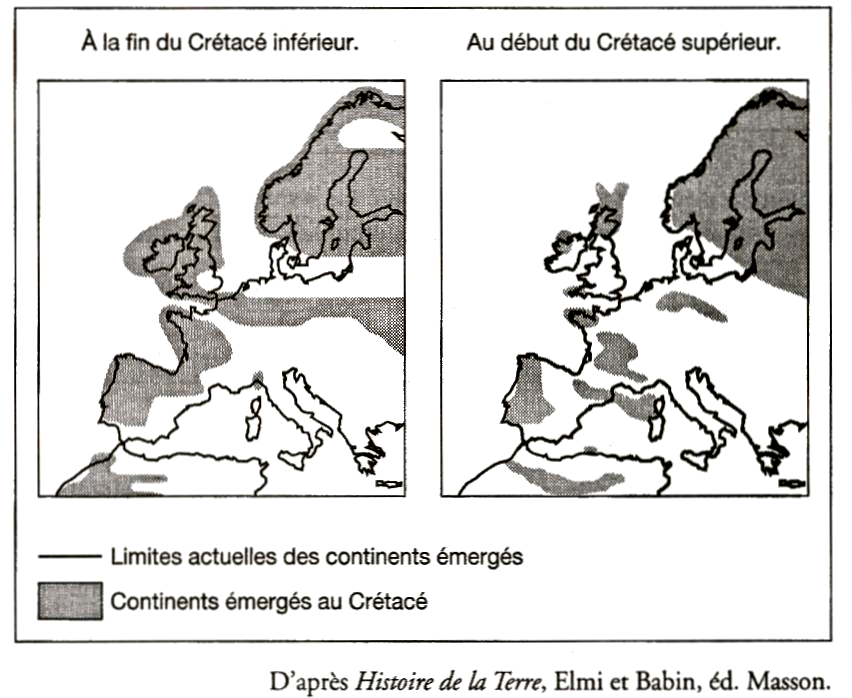 À la fin du Crétacé inférieur.
Au début du Crétacé supérieur.
Limites actuelles des continents émergés
Continents émergés au Crétacé
D'après Histoire de la Terre, Elmi et Babin, éd. Masson.